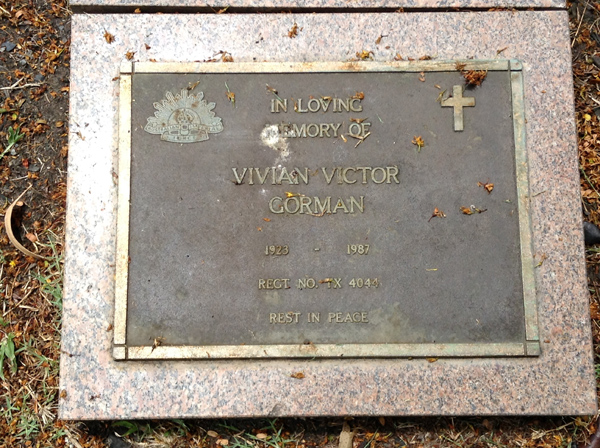 IN LOVING
MEMORY OF
VIVIAN VICTOR
GORMAN
1923 - 1987
REGT NO. TX 4044
REST IN PEACE